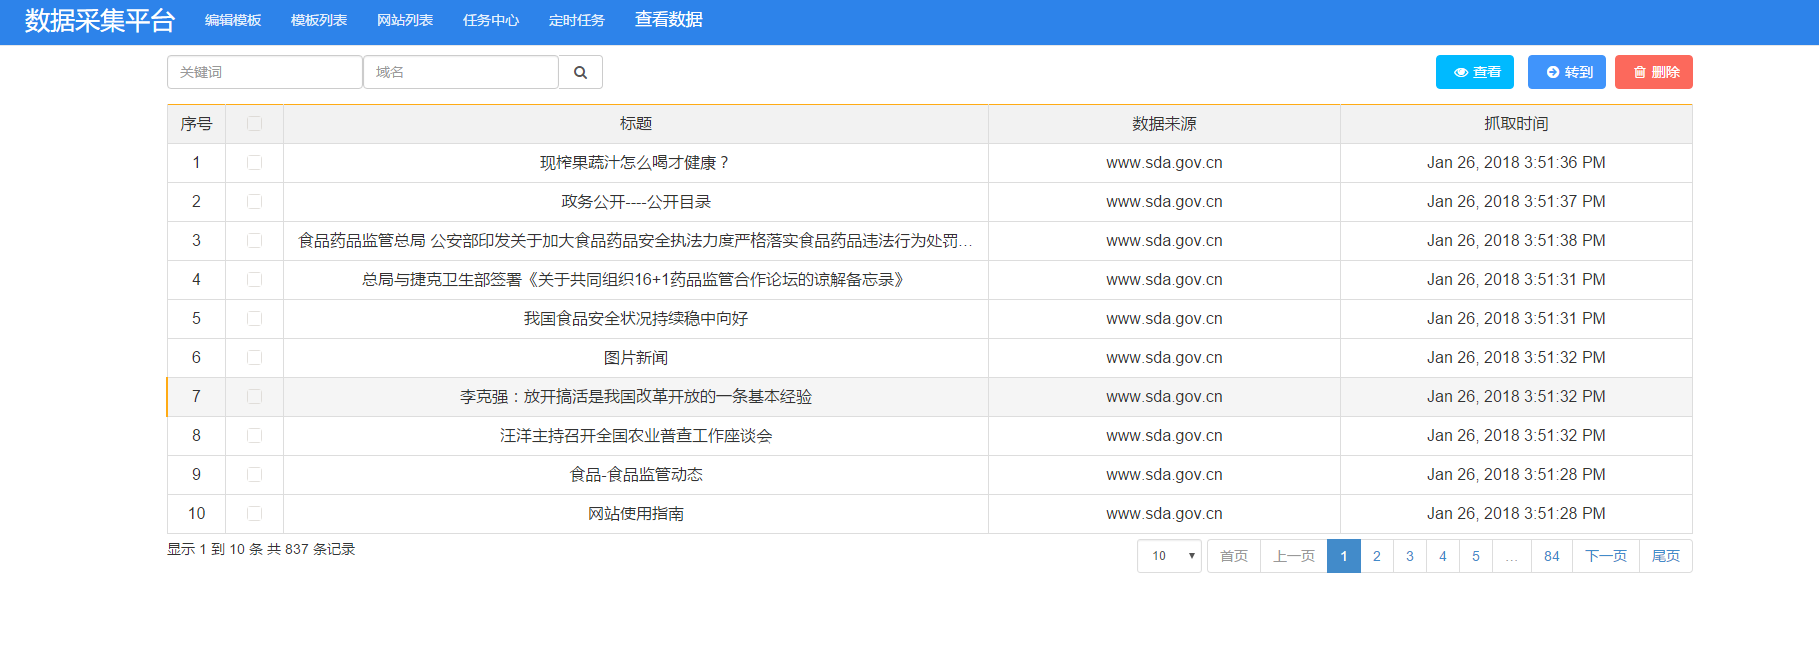 数据采集平台 编辑模板 模板列表 网站列表 任务中心 定时任务 查看数据
关键词 域名 查看 转到 删除
序号 标题 数据来源 抓取时间
1 现榨果蔬汁怎么喝才健康？ www.sda.gov.cn Jan 26, 2018 3:51:36 PM
2 政务公开----公开目录 www.sda.gov.cn Jan 26, 2018 3:51:37 PM
3 食品药品监管总局 公安部印发关于加大食品药品安全执法力度严格落实食品药品违法行为处罚... www.sda.gov.cn Jan 26, 2018 3:51:38 PM
4 总局与捷克卫生部签署《关于共同组织16+1药品监管合作论坛的谅解备忘录》 www.sda.gov.cn Jan 26, 2018 3:51:31 PM
5 我国食品安全状况持续稳中向好 www.sda.gov.cn Jan 26, 2018 3:51:31 PM
6 图片新闻 www.sda.gov.cn Jan 26, 2018 3:51:32 PM
7 李克强：放开搞活是我国改革开放的一条基本经验 www.sda.gov.cn Jan 26, 2018 3:51:32 PM
8 汪洋主持召开全国农业普查工作座谈会 www.sda.gov.cn Jan 26, 2018 3:51:32 PM
9 食品-食品监管动态 www.sda.gov.cn Jan 26, 2018 3:51:28 PM
10 网站使用指南 www.sda.gov.cn Jan 26, 2018 3:51:28 PM
显示 1 到 10 条 共 837 条记录 10 首页 上一页 1 2 3 4 5 ... 84 下一页 尾页